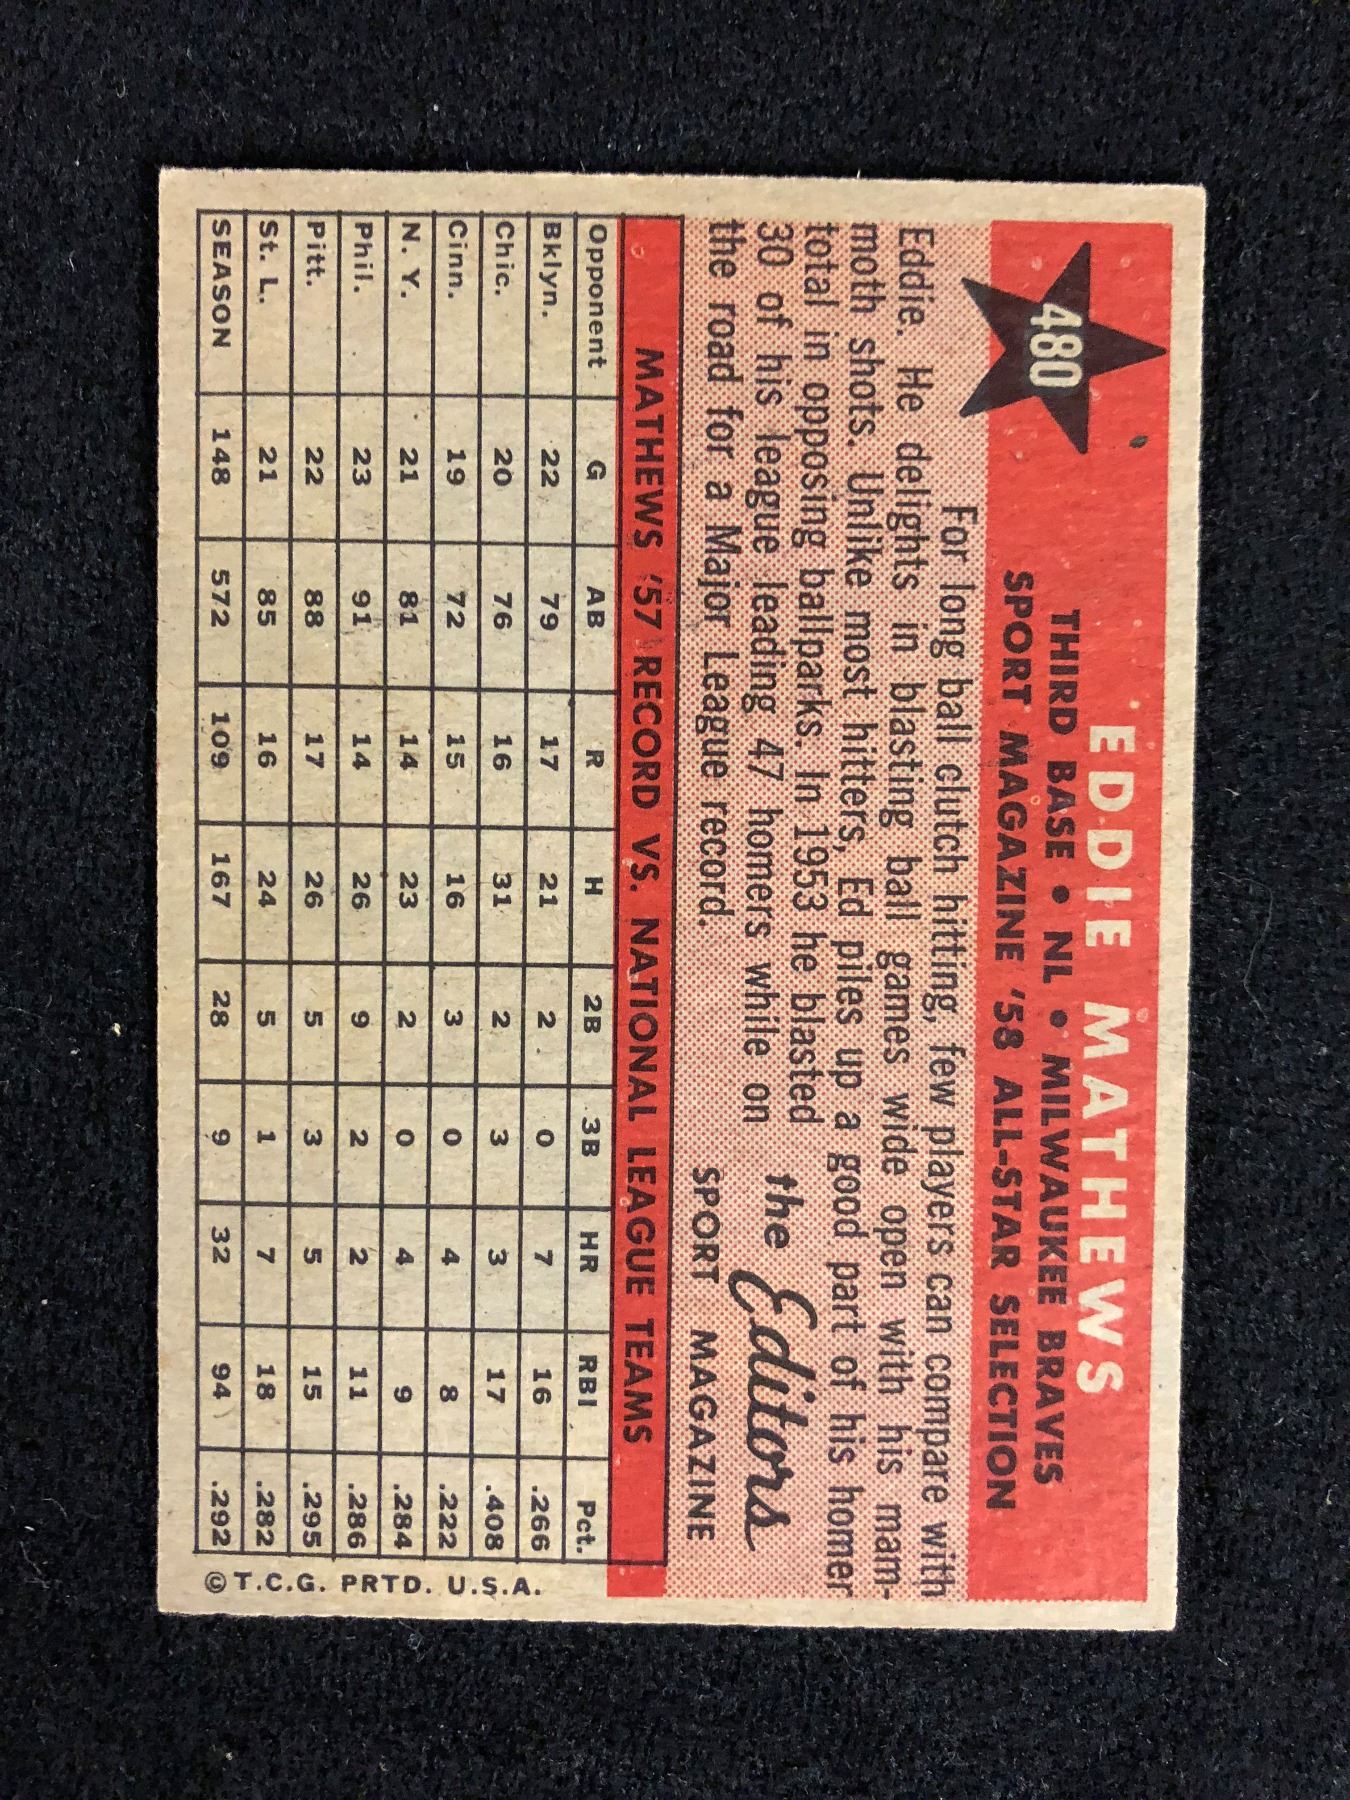 480
EDDIE MATHEWS
THIRD BASE • NL • MILWAUKEE BRAVES
SPORT MAGAZINE '58 ALL-STAR SELECTION
For long ball clutch hitting, few players can compare with
Eddie. He delights in blasting ball games wide open with his mam-
moth shots. Unlike most hitters, Ed piles up a good part of his homer
total in opposing ballparks. In 1953 he blasted
30 of his league leading 47 homers while on
the road for a Major League record.
the Editors
SPORT MAGAZINE
MATHEWS '57 RECORD VS. NATIONAL LEAGUE TEAMS
Opponent G AB R H 2B 3B HR RBI Pct.
Bklyn. 22 79 17 21 2 0 7 16 .266
Chic. 20 76 16 31 2 3 3 17 .408
Cinn. 19 72 15 16 3 0 4 8 .222
N. Y. 21 81 14 23 2 0 4 9 .284
Phil. 23 91 14 26 9 2 2 11 .286
Pitt. 22 88 17 26 5 3 5 15 .295
St. L. 21 85 16 24 5 1 7 18 .282
SEASON 148 572 109 167 28 9 32 94 .292
© T.C.G. PRTD. U.S.A.